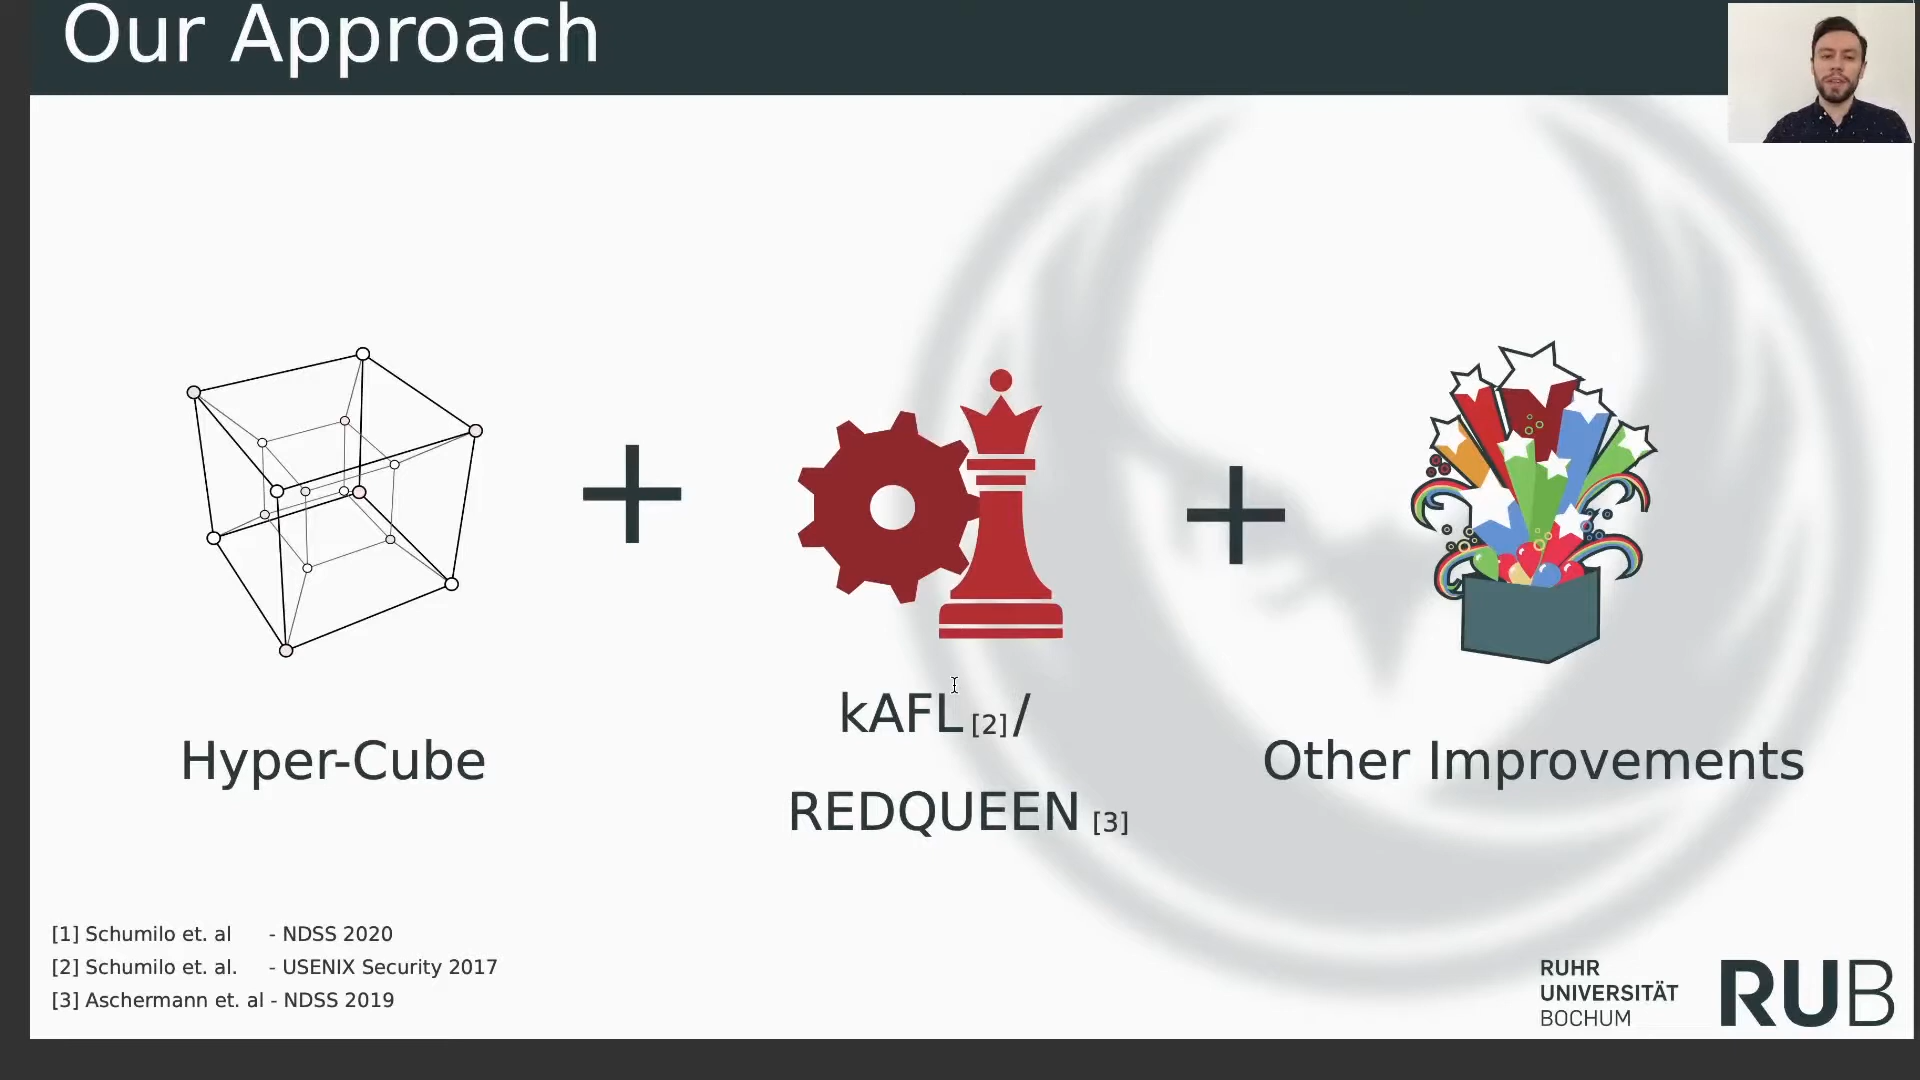 Our Approach
Hyper-Cube
kAFL [2] /
REDQUEEN [3]
Other Improvements
[1] Schumilo et. al - NDSS 2020
[2] Schumilo et. al. - USENIX Security 2017
[3] Aschermann et. al - NDSS 2019
RUHR
UNIVERSITÄT
BOCHUM
RUB